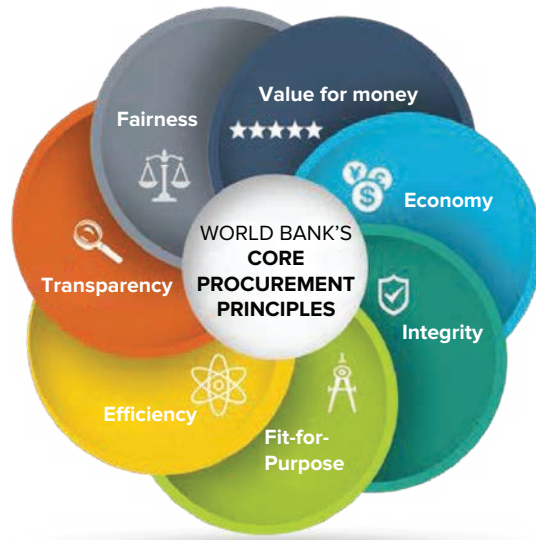 WORLD BANK'S
CORE
PROCUREMENT
PRINCIPLES
Value for money
Economy
¥ £
$
Integrity
Fit-for-
Purpose
Efficiency
Transparency
Fairness